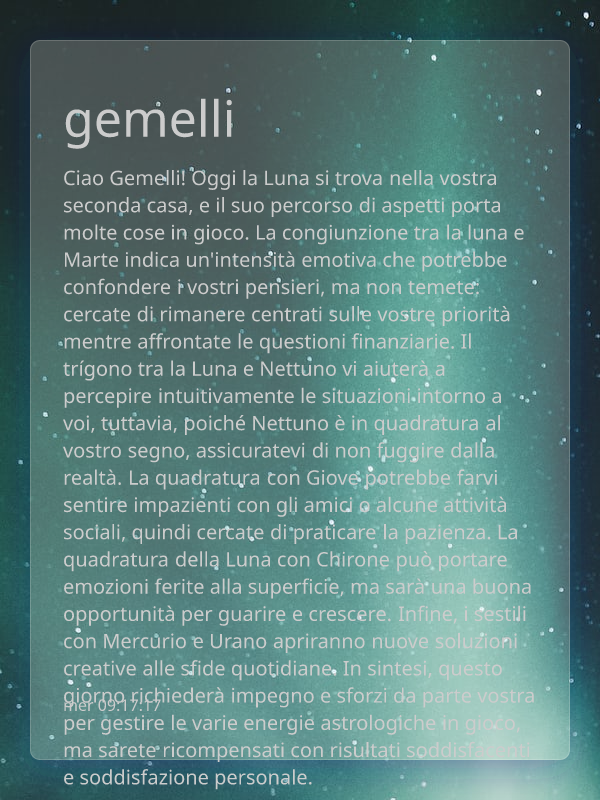 gemelli
Ciao Gemelli! Oggi la Luna si trova nella vostra
seconda casa, e il suo percorso di aspetti porta
molte cose in gioco. La congiunzione tra la luna e
Marte indica un'intensità emotiva che potrebbe
confondere i vostri pensieri, ma non temete:
cercate di rimanere centrati sulle vostre priorità
mentre affrontate le questioni finanziarie. Il
trígono tra la Luna e Nettuno vi aiuterà a
percepire intuitivamente le situazioni intorno a
voi, tuttavia, poiché Nettuno è in quadratura al
vostro segno, assicuratevi di non fuggire dalla
realtà. La quadratura con Giove potrebbe farvi
sentire impazienti con gli amici o alcune attività
sociali, quindi cercate di praticare la pazienza. La
quadratura della Luna con Chirone può portare
emozioni ferite alla superficie, ma sarà una buona
opportunità per guarire e crescere. Infine, i sestili
con Mercurio e Urano apriranno nuove soluzioni
creative alle sfide quotidiane. In sintesi, questo
giorno richiederà impegno e sforzi da parte vostra
mer 09:17:17
per gestire le varie energie astrologiche in gioco,
ma sarete ricompensati con risultati soddisfacenti
e soddisfazione personale.